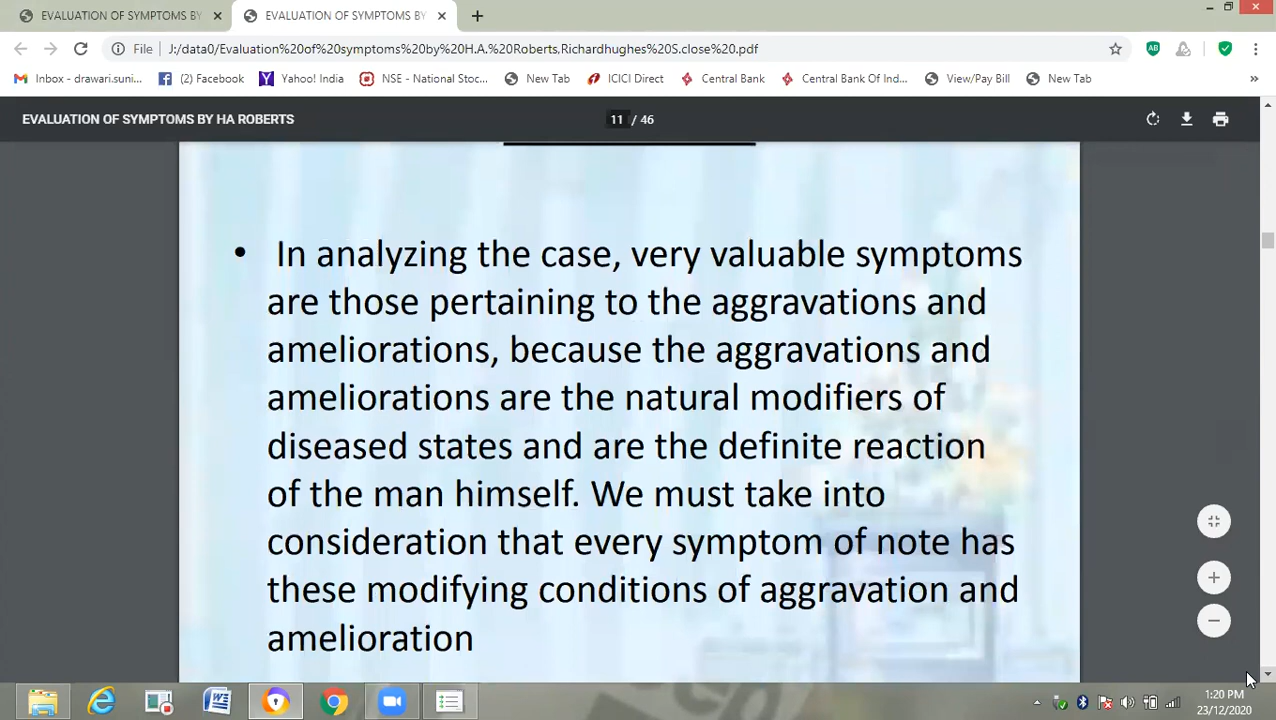 EVALUATION OF SYMPTOMS BY
EVALUATION OF SYMPTOMS BY
File J:/data0/Evaluation%20of%20symptoms%20by%20H.A.%20Roberts.Richardhughes%20S.close%20.pdf
AB
Inbox - drawari.suni...
(2) Facebook
Yahoo! India
NSE - National Stoc...
New Tab
ICICI Direct
Central Bank
Central Bank Of Ind...
View/Pay Bill
New Tab
»
EVALUATION OF SYMPTOMS BY HA ROBERTS
11 / 46
• In analyzing the case, very valuable symptoms
are those pertaining to the aggravations and
ameliorations, because the aggravations and
ameliorations are the natural modifiers of
diseased states and are the definite reaction
of the man himself. We must take into
consideration that every symptom of note has
these modifying conditions of aggravation and
amelioration
1:20 PM
23/12/2020